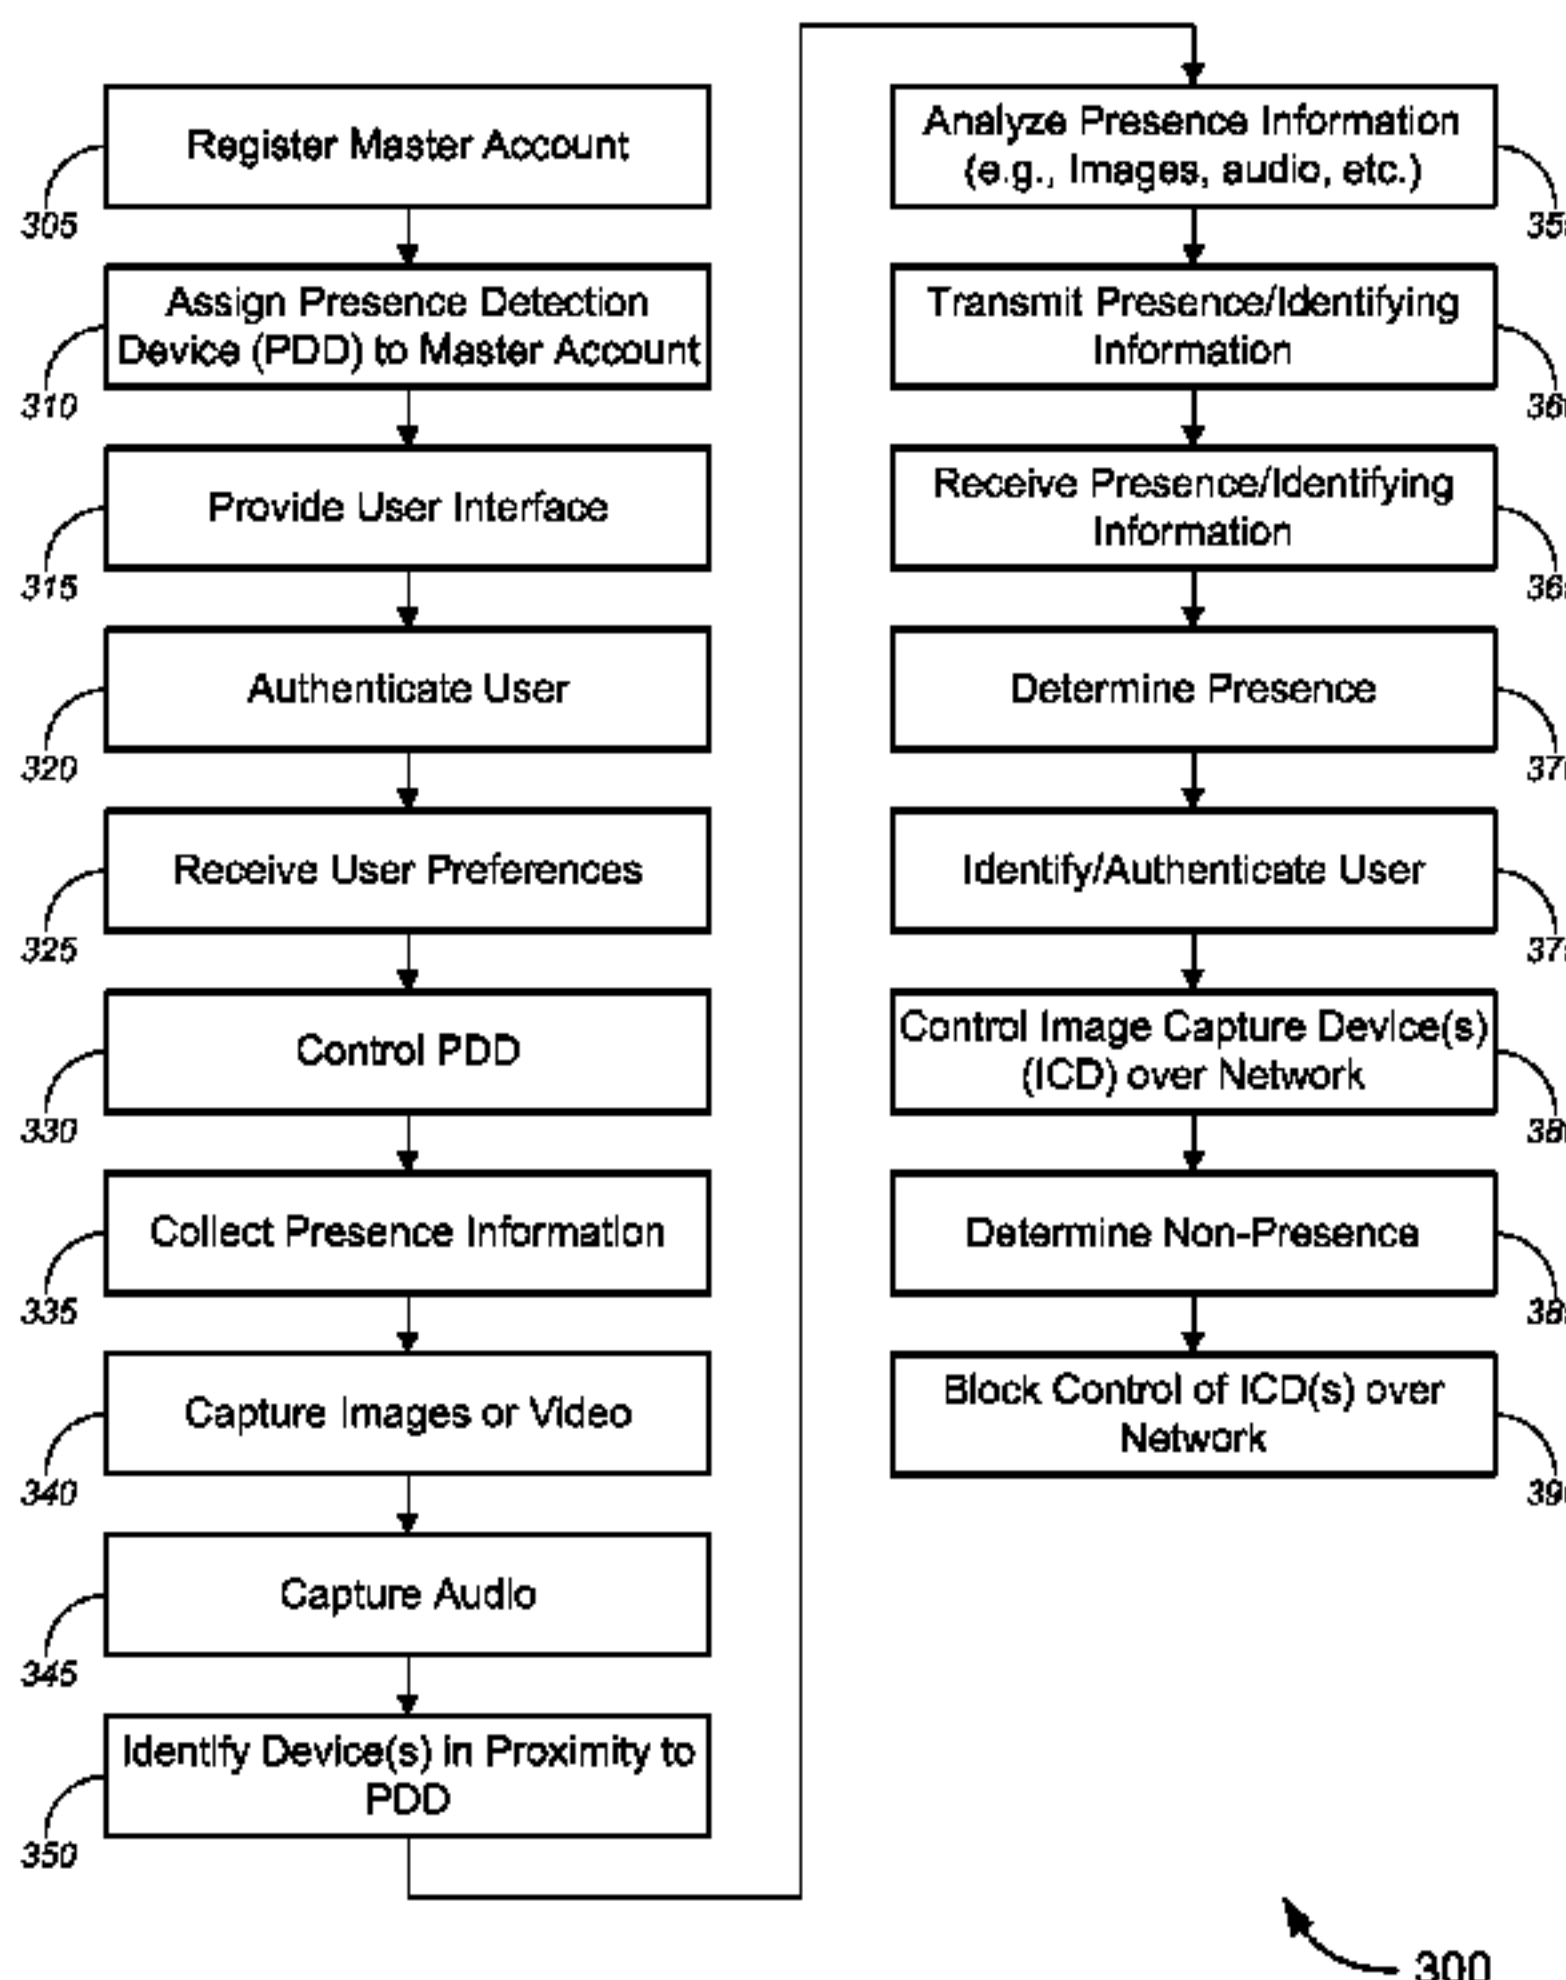 Register Master Account
305
Assign Presence Detection
Device (PDD) to Master Account
310
Provide User Interface
315
Authenticate User
320
Receive User Preferences
325
Control PDD
330
Collect Presence Information
335
Capture Images or Video
340
Capture Audio
345
Identify Device(s) in Proximity to
PDD
350
Analyze Presence Information
(e.g., Images, audio, etc.)
Transmit Presence/Identifying
Information
Receive Presence/Identifying
Information
Determine Presence
Identify/Authenticate User
Control Image Capture Device(s)
(ICD) over Network
Determine Non-Presence
Block Control of ICD(s) over
Network
300